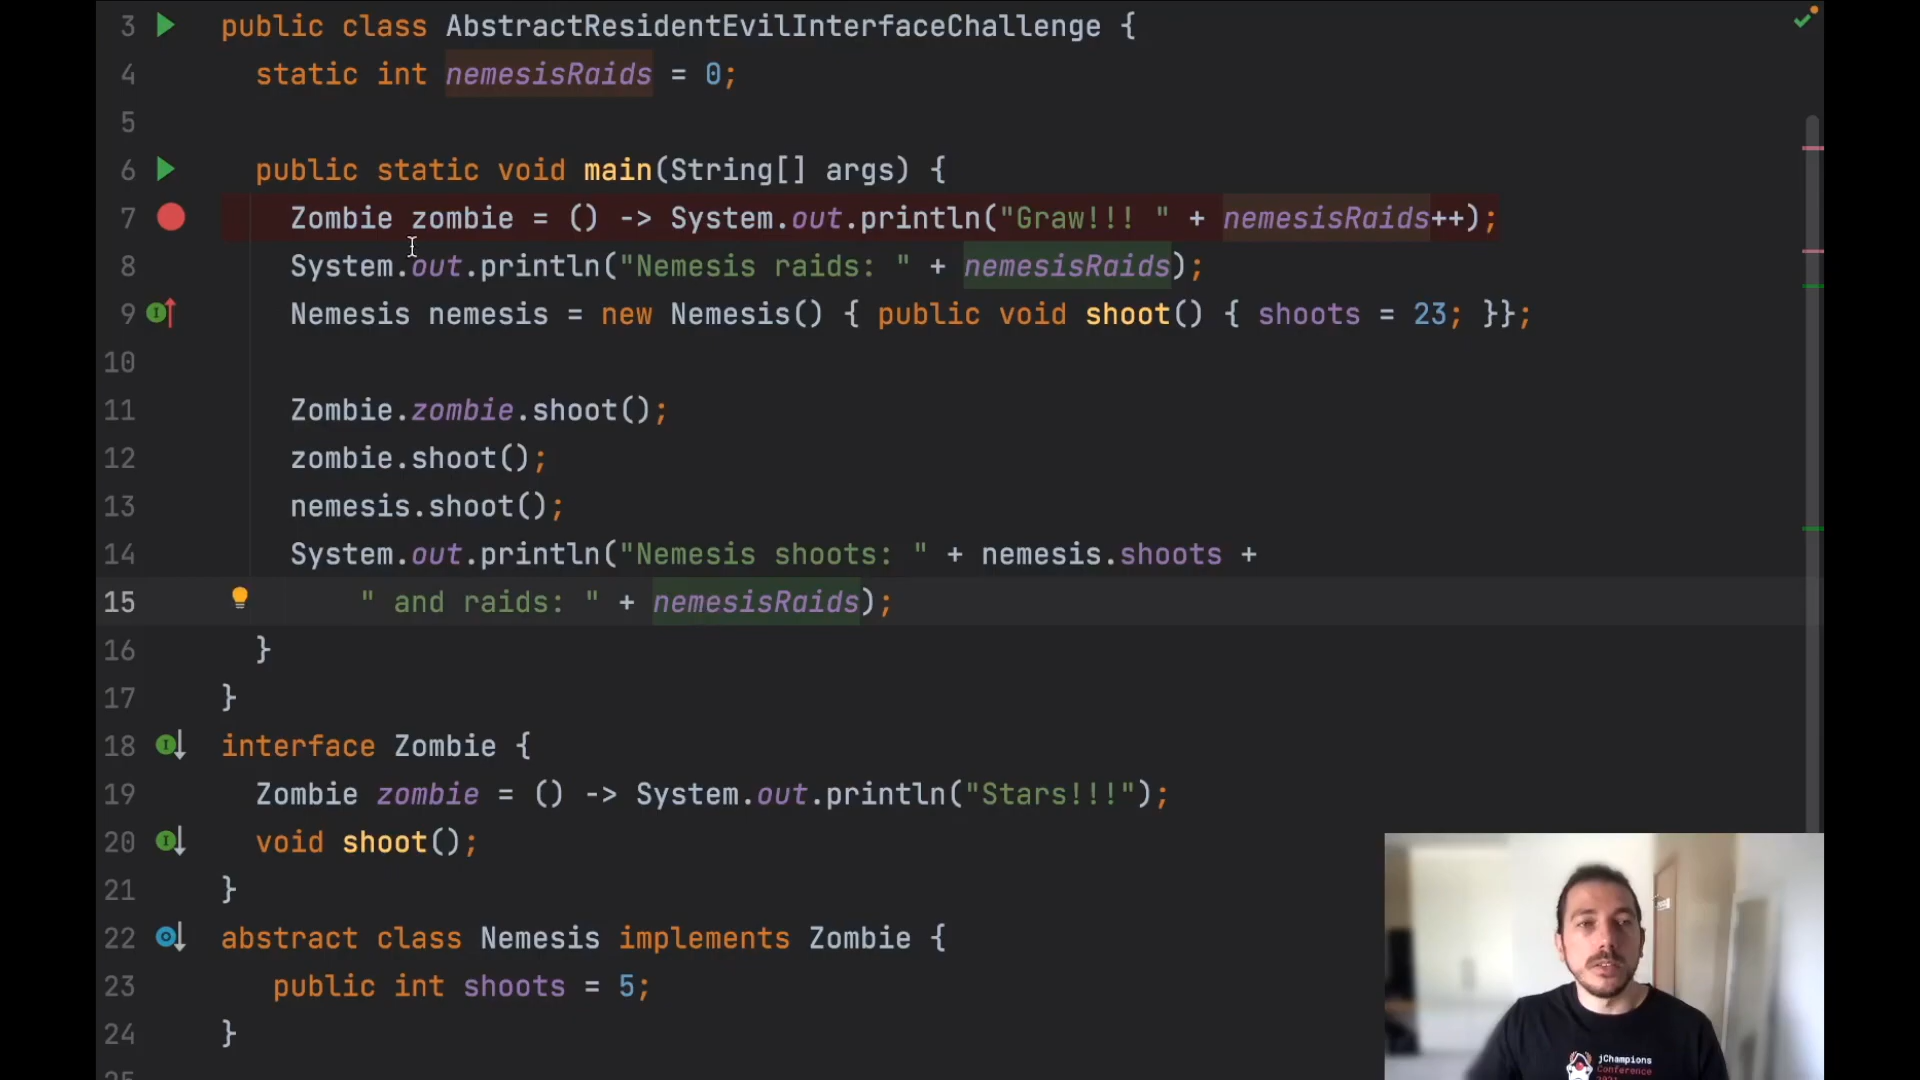 3 public class AbstractResidentEvilInterfaceChallenge {
4 static int nemesisRaids = 0;
5
6 public static void main(String[] args) {
7 Zombie zombie = () -> System.out.println("Graw!!! " + nemesisRaids++);
8 System.out.println("Nemesis raids: " + nemesisRaids);
9 Nemesis nemesis = new Nemesis() { public void shoot() { shoots = 23; }};
10
11 Zombie.zombie.shoot();
12 zombie.shoot();
13 nemesis.shoot();
14 System.out.println("Nemesis shoots: " + nemesis.shoots +
15 " and raids: " + nemesisRaids);
16 }
17 }
18 interface Zombie {
19 Zombie zombie = () -> System.out.println("Stars!!!");
20 void shoot();
21 }
22 abstract class Nemesis implements Zombie {
23 public int shoots = 5;
24 }
25
jChampions
Conference
2021